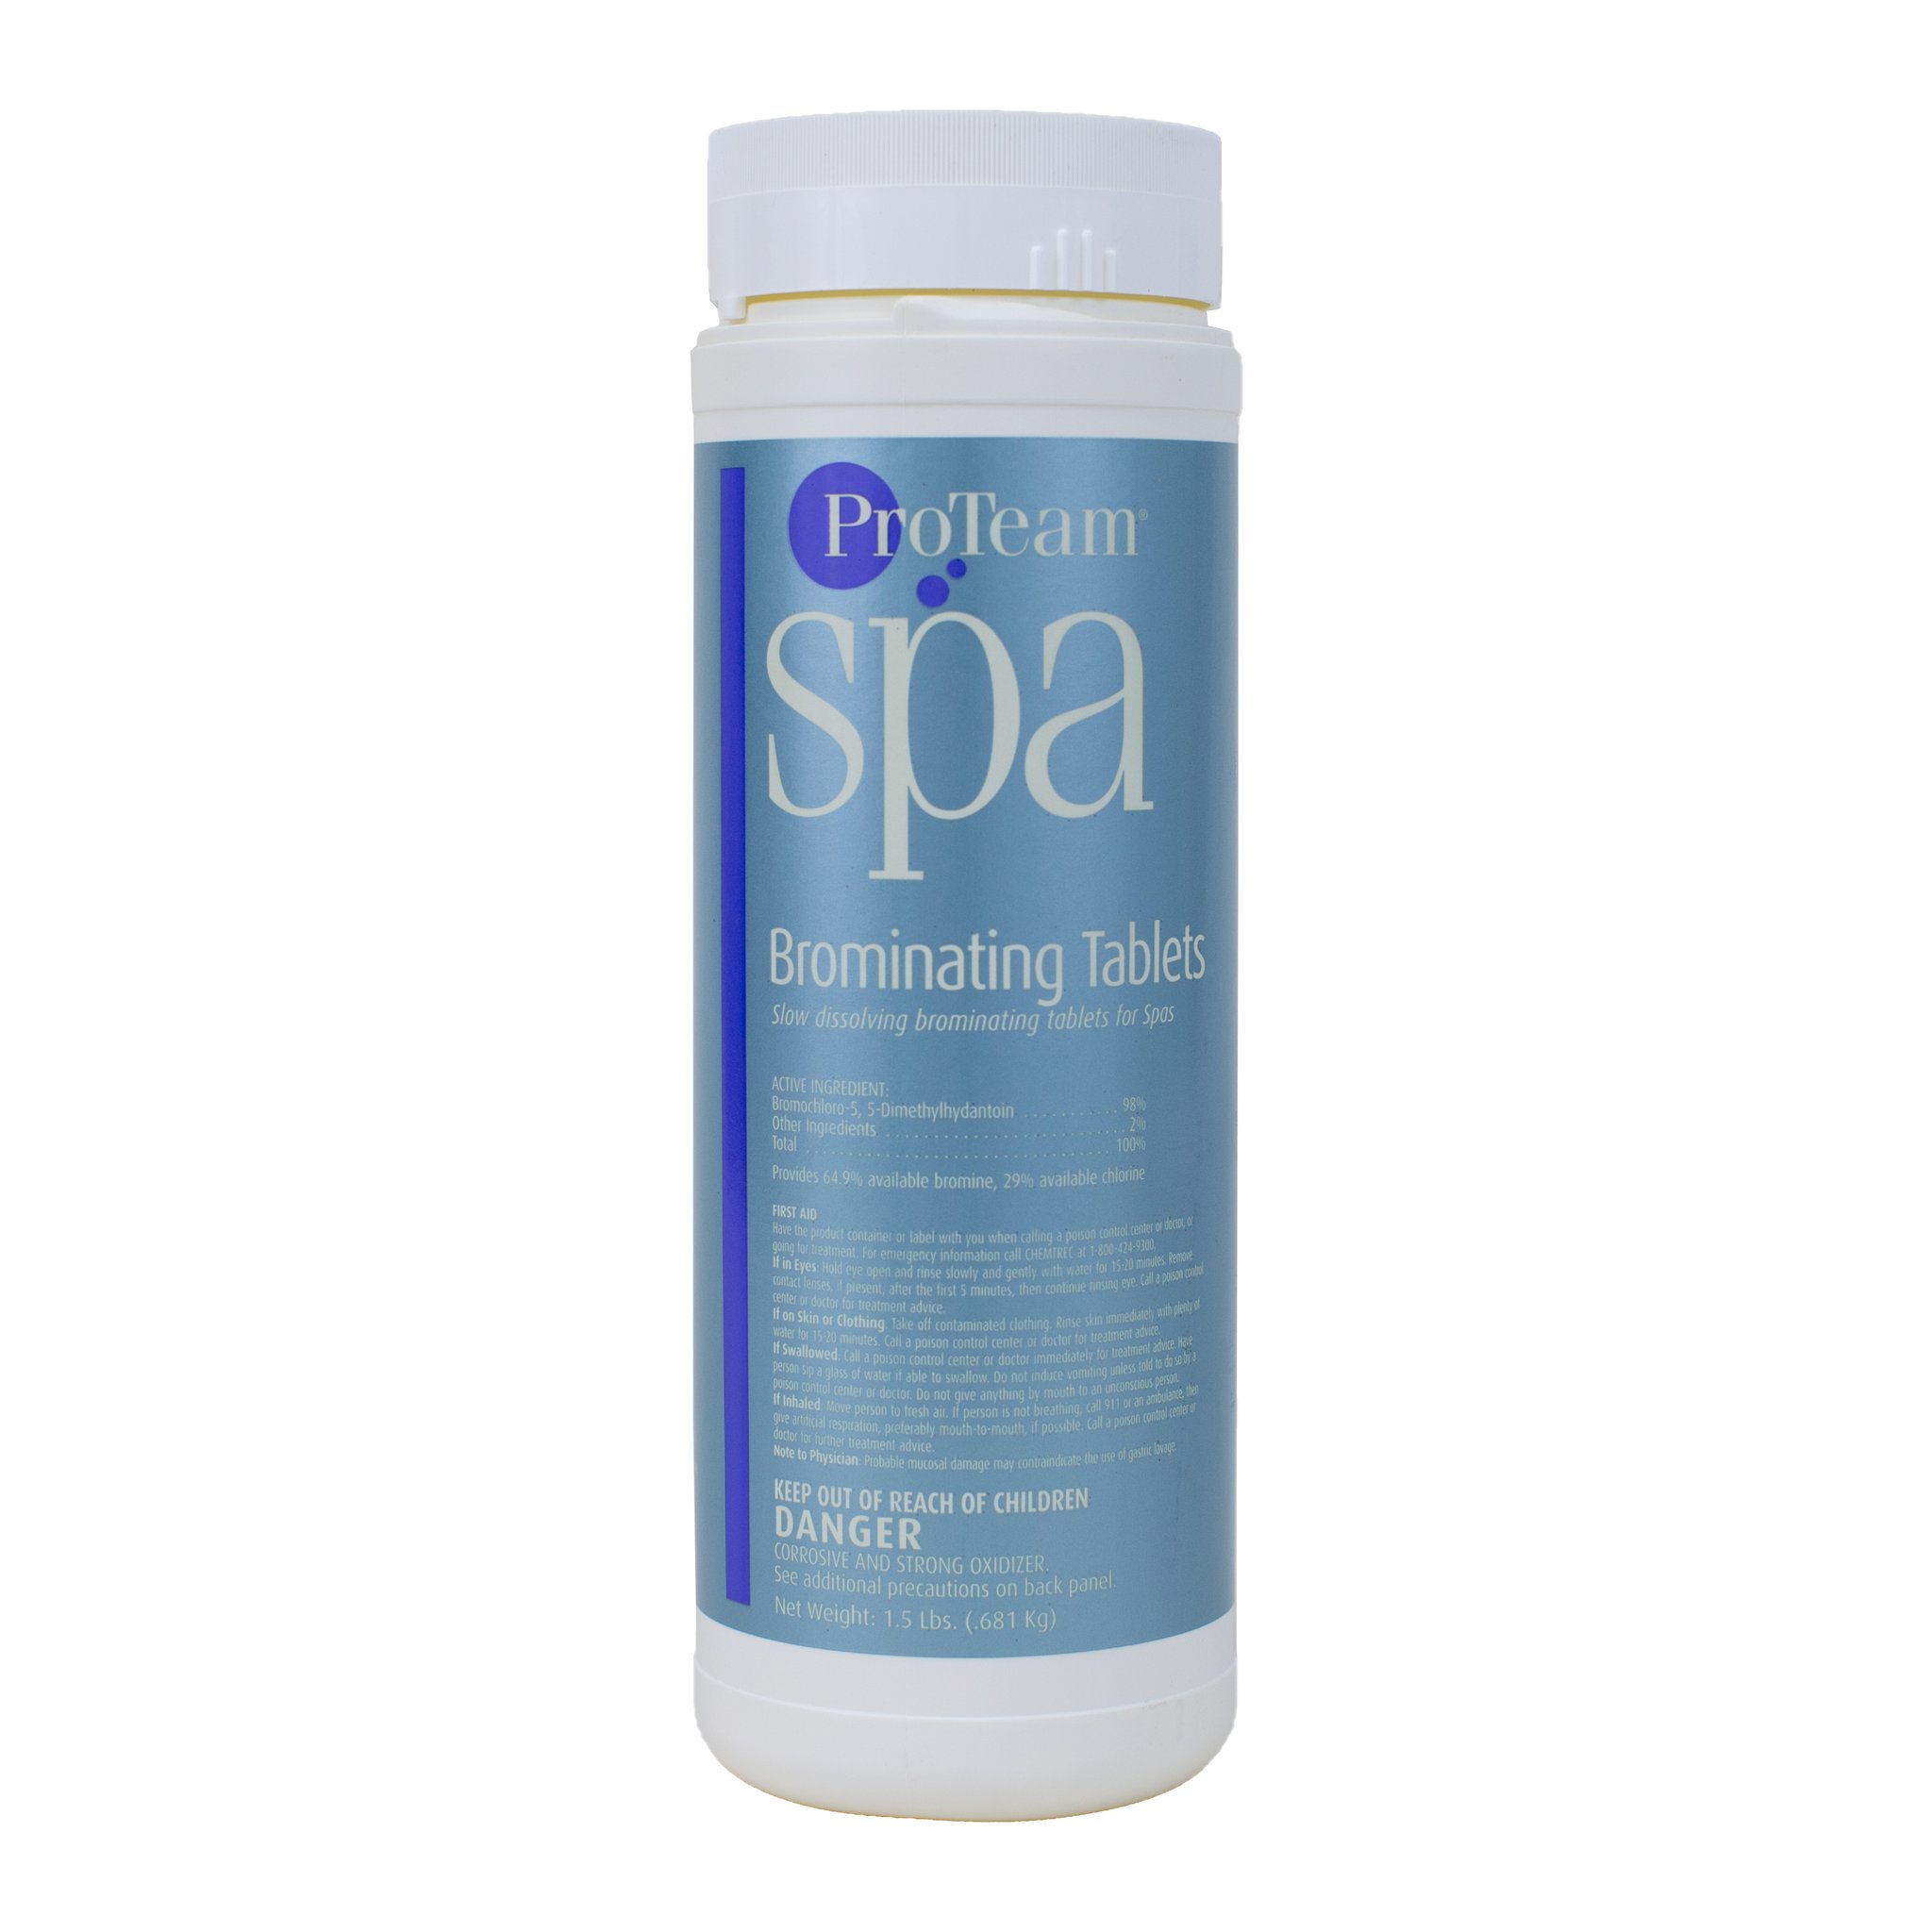 ProTeam®
spa
Brominating Tablets
Slow dissolving brominating tablets for Spas
ACTIVE INGREDIENT:
Bromochloro-5, 5-Dimethylhydantoin . . . . . . . . . . . 98%
Other Ingredients . . . . . . . . . . . . . . . . . . . . . . . . 2%
Total . . . . . . . . . . . . . . . . . . . . . . . . . . . . . . . 100%
Provides 64.9% available bromine, 29% available chlorine
FIRST AID
Have the product container or label with you when calling a poison control center or doctor, or
going for treatment. For emergency information call CHEMTREC at 1-800-424-9300.
If in Eyes: Hold eye open and rinse slowly and gently with water for 15-20 minutes. Remove
contact lenses, if present, after the first 5 minutes, then continue rinsing eye. Call a poison control
center or doctor for treatment advice.
If on Skin or Clothing: Take off contaminated clothing. Rinse skin immediately with plenty of
water for 15-20 minutes. Call a poison control center or doctor for treatment advice.
If Swallowed: Call a poison control center or doctor immediately for treatment advice. Have
person sip a glass of water if able to swallow. Do not induce vomiting unless told to do so by a
poison control center or doctor. Do not give anything by mouth to an unconscious person.
If Inhaled: Move person to fresh air. If person is not breathing, call 911 or an ambulance, then
give artificial respiration, preferably mouth-to-mouth, if possible. Call a poison control center or
doctor for further treatment advice.
Note to Physician: Probable mucosal damage may contraindicate the use of gastric lavage.
KEEP OUT OF REACH OF CHILDREN
DANGER
CORROSIVE AND STRONG OXIDIZER.
See additional precautions on back panel.
Net Weight: 1.5 Lbs. (.681 Kg)